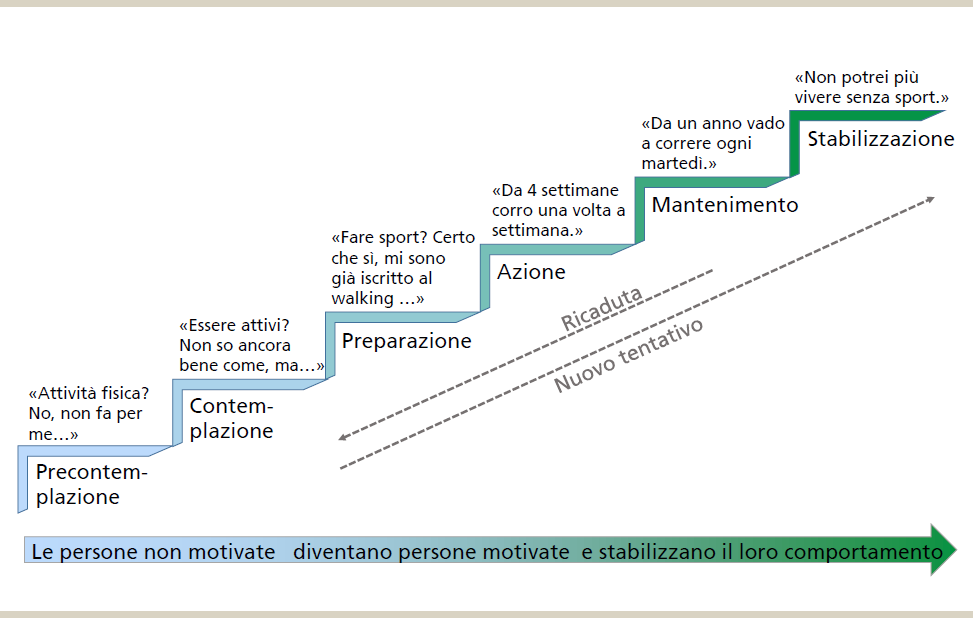 «Non potrei più
vivere senza sport.»
Stabilizzazione
«Da un anno vado
a correre ogni
martedì.»
Mantenimento
«Da 4 settimane
corro una volta a
settimana.»
Azione
«Fare sport? Certo
che sì, mi sono
già iscritto al
walking ...»
Preparazione
«Essere attivi?
Non so ancora
bene come, ma...»
Contem-
plazione
«Attività fisica?
No, non fa per
me...»
Precontem-
plazione
Ricaduta
Nuovo tentativo
Le persone non motivate diventano persone motivate e stabilizzano il loro comportamento